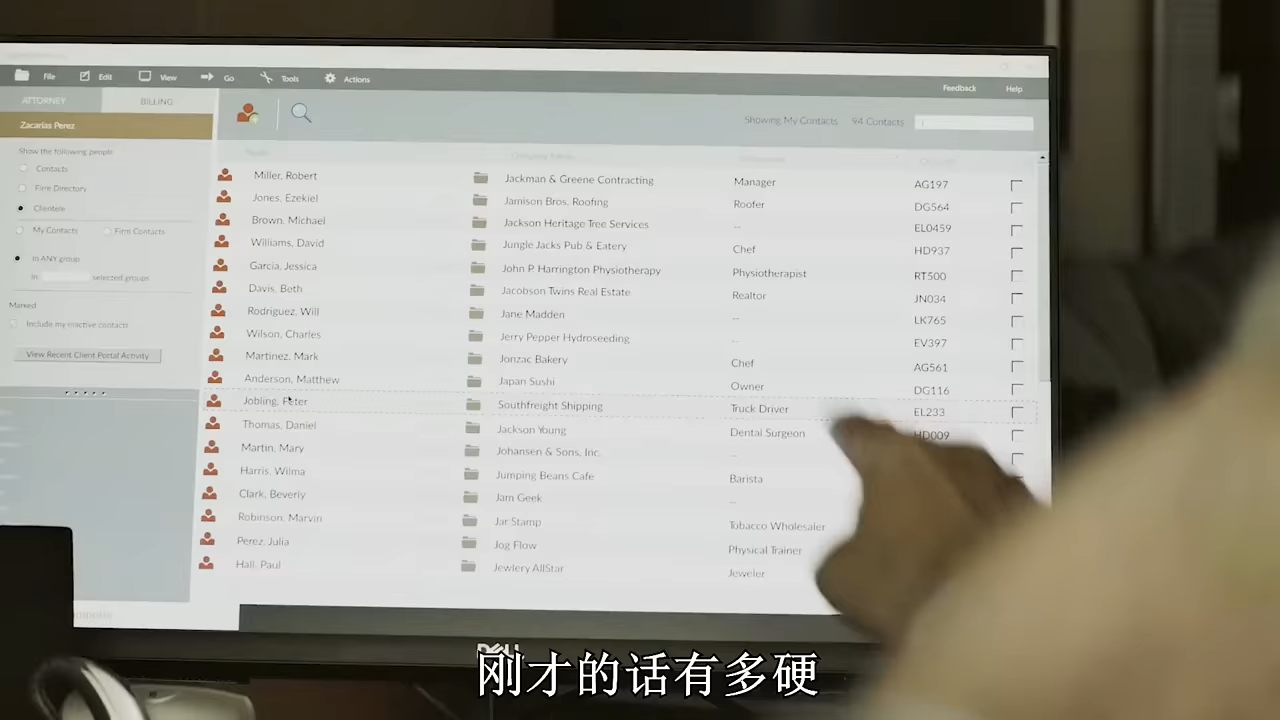 File Edit View Go Tools Actions Feedback Help
ATTORNEY BILLING
Zacarias Perez
Showing My Contacts 94 Contacts
Show the following people
Contacts
Firm Directory
Clientele
My Contacts Firm Contacts
In ANY group
In selected groups
Marked
Include my inactive contacts
View Recent Client Portal Activity
Miller, Robert Jackman & Greene Contracting Manager AG197
Jones, Ezekiel Jamison Bros. Roofing Roofer DG564
Brown, Michael Jackson Heritage Tree Services -- EL0459
Williams, David Jungle Jacks Pub & Eatery Chef HD937
Garcia, Jessica John P Harrington Physiotherapy Physiotherapist RT500
Davis, Beth Jacobson Twins Real Estate Realtor JN034
Rodriguez, Will Jane Madden -- LK765
Wilson, Charles Jerry Pepper Hydroseeding -- EV397
Martinez, Mark Jonzac Bakery Chef AG561
Anderson, Matthew Japan Sushi Owner DG116
Jobling, Peter Southfreight Shipping Truck Driver EL233
Thomas, Daniel Jackson Young Dental Surgeon HD009
Martin, Mary Johansen & Sons, Inc. --
Harris, Wilma Jumping Beans Cafe Barista
Clark, Beverly Jam Geek --
Robinson, Marvin Jar Stamp Tobacco Wholesaler
Perez, Julia Jog Flow Physical Trainer
Hall, Paul Jewlery AllStar Jeweler
DELL
刚才的话有多硬